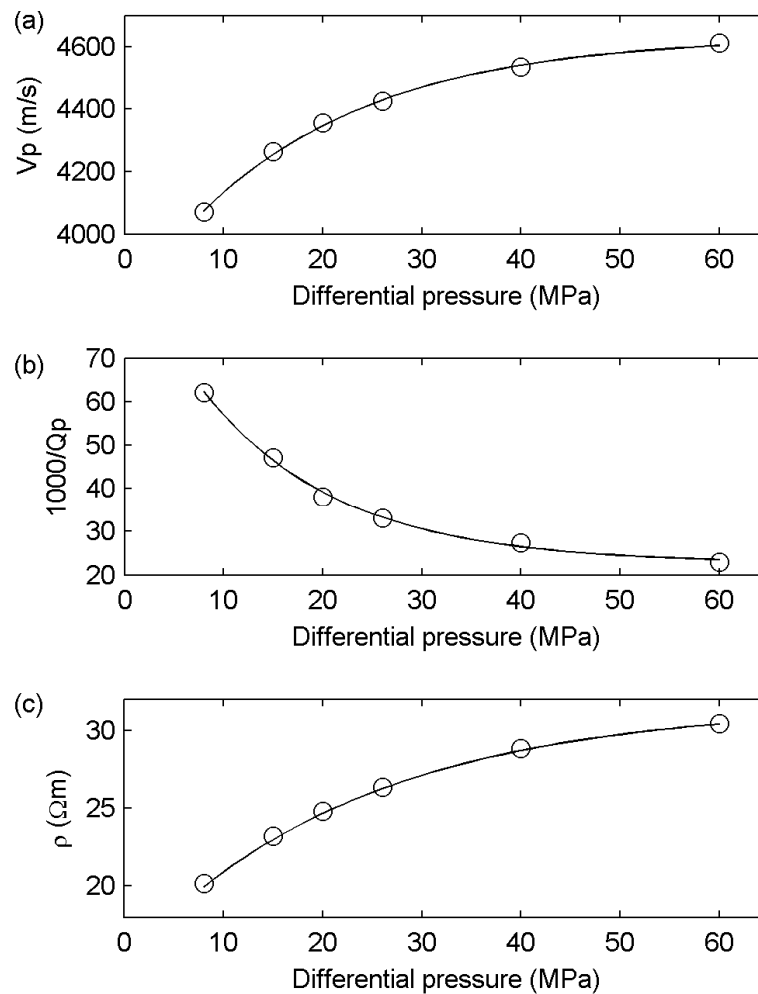 (a)
Vp (m/s)
4600
4400
4200
4000
0 10 20 30 40 50 60
Differential pressure (MPa)
(b)
1000/Qp
70
60
50
40
30
20
0 10 20 30 40 50 60
Differential pressure (MPa)
(c)
ρ (Ωm)
30
25
20
0 10 20 30 40 50 60
Differential pressure (MPa)